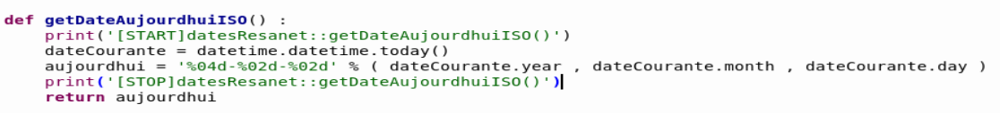 def getDateAujourdhuiISO() :
    print('[START]datesResanet::getDateAujourdhuiISO()')
    dateCourante = datetime.datetime.today()
    aujourdhui = '%04d-%02d-%02d' % ( dateCourante.year , dateCourante.month , dateCourante.day )
    print('[STOP]datesResanet::getDateAujourdhuiISO()')
    return aujourdhui